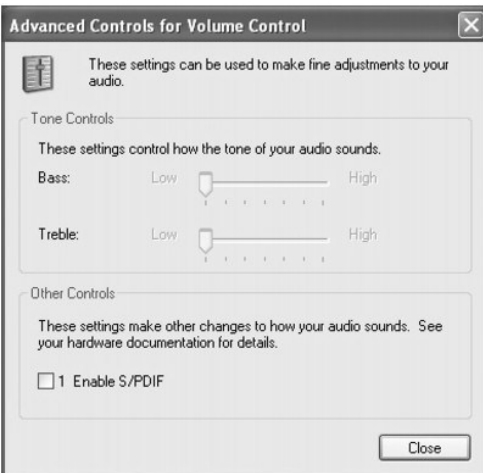 Advanced Controls for Volume Control
These settings can be used to make fine adjustments to your
audio.
Tone Controls
These settings control how the tone of your audio sounds.
Bass: Low High
Treble: Low High
Other Controls
These settings make other changes to how your audio sounds. See
your hardware documentation for details.
1 Enable S/PDIF
Close